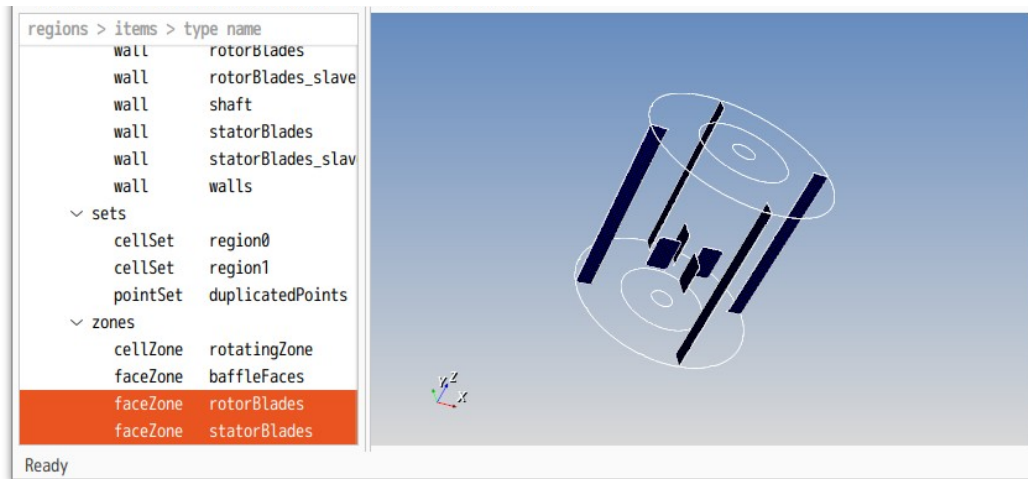 regions > items > type name
wall rotorBlades
wall rotorBlades_slave
wall shaft
wall statorBlades
wall statorBlades_slav
wall walls
sets
cellSet region0
cellSet region1
pointSet duplicatedPoints
zones
cellZone rotatingZone
faceZone baffleFaces
faceZone rotorBlades
faceZone statorBlades
Y Z
X
Ready